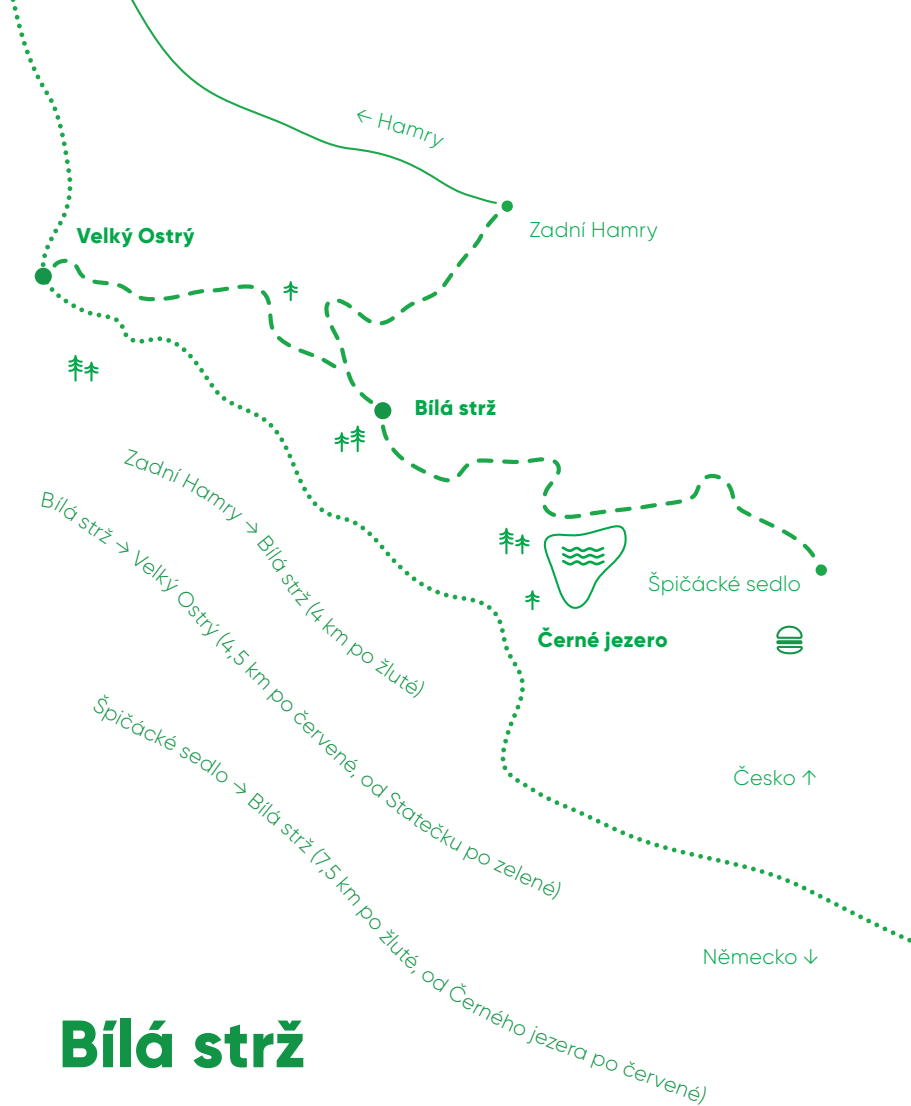 ← Hamry
Zadní Hamry
Velký Ostrý
Bílá strž
Špičácké sedlo
Černé jezero
Zadní Hamry → Bílá strž (4 km po žluté)
Bílá strž → Velký Ostrý (4,5 km po červené, od Statečku po zelené)
Špičácké sedlo → Bílá strž (7,5 km po žluté, od Černého jezera po červené)
Česko ↑
Německo ↓
Bílá strž